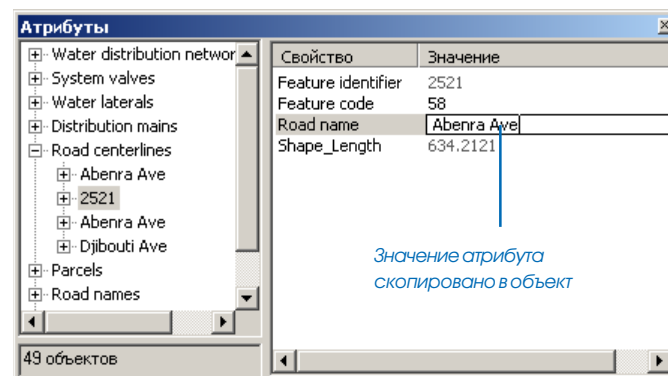 Атрибуты
Water distribution networ
System valves
Water laterals
Distribution mains
Road centerlines
Abenra Ave
2521
Abenra Ave
Djibouti Ave
Parcels
Road names
49 объектов
Свойство Значение
Feature identifier 2521
Feature code 58
Road name Abenra Ave
Shape_Length 634.2121
Значение атрибута
скопировано в объект